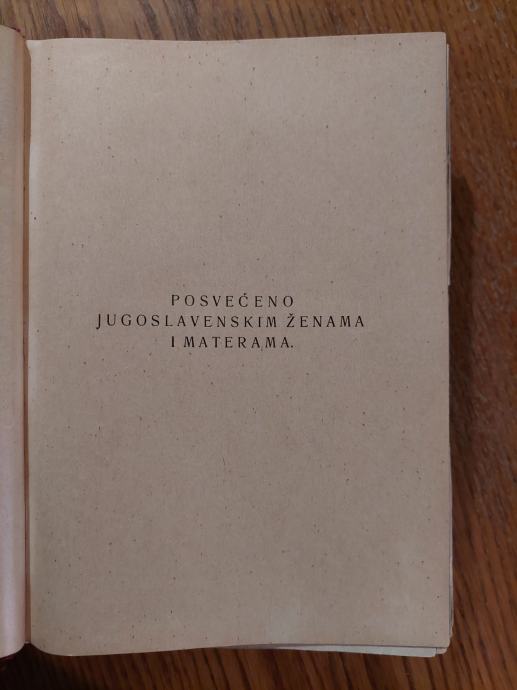 POSVEĆENO
JUGOSLAVENSKIM ŽENAMA
I MATERAMA.